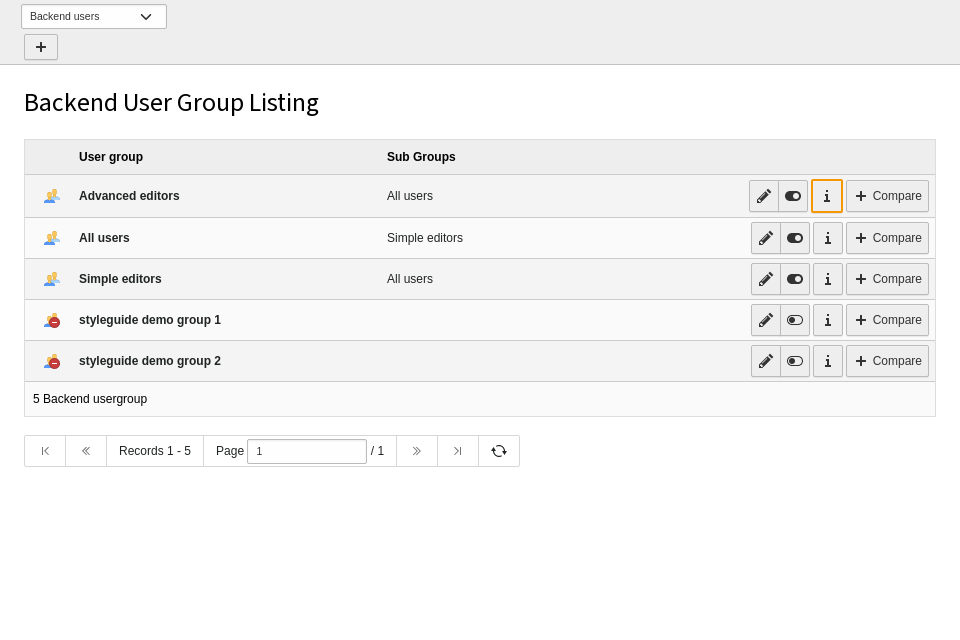 Backend users
Backend User Group Listing
User group Sub Groups
Advanced editors All users Compare
All users Simple editors Compare
Simple editors All users Compare
styleguide demo group 1 Compare
styleguide demo group 2 Compare
5 Backend usergroup
Records 1 - 5 Page 1 / 1